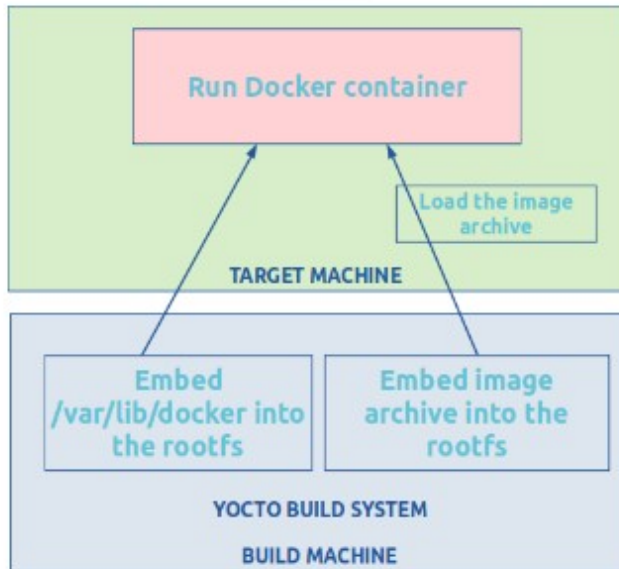 Run Docker container
Load the image
archive
TARGET MACHINE
Embed
/var/lib/docker into
the rootfs
Embed image
archive into the
rootfs
YOCTO BUILD SYSTEM
BUILD MACHINE